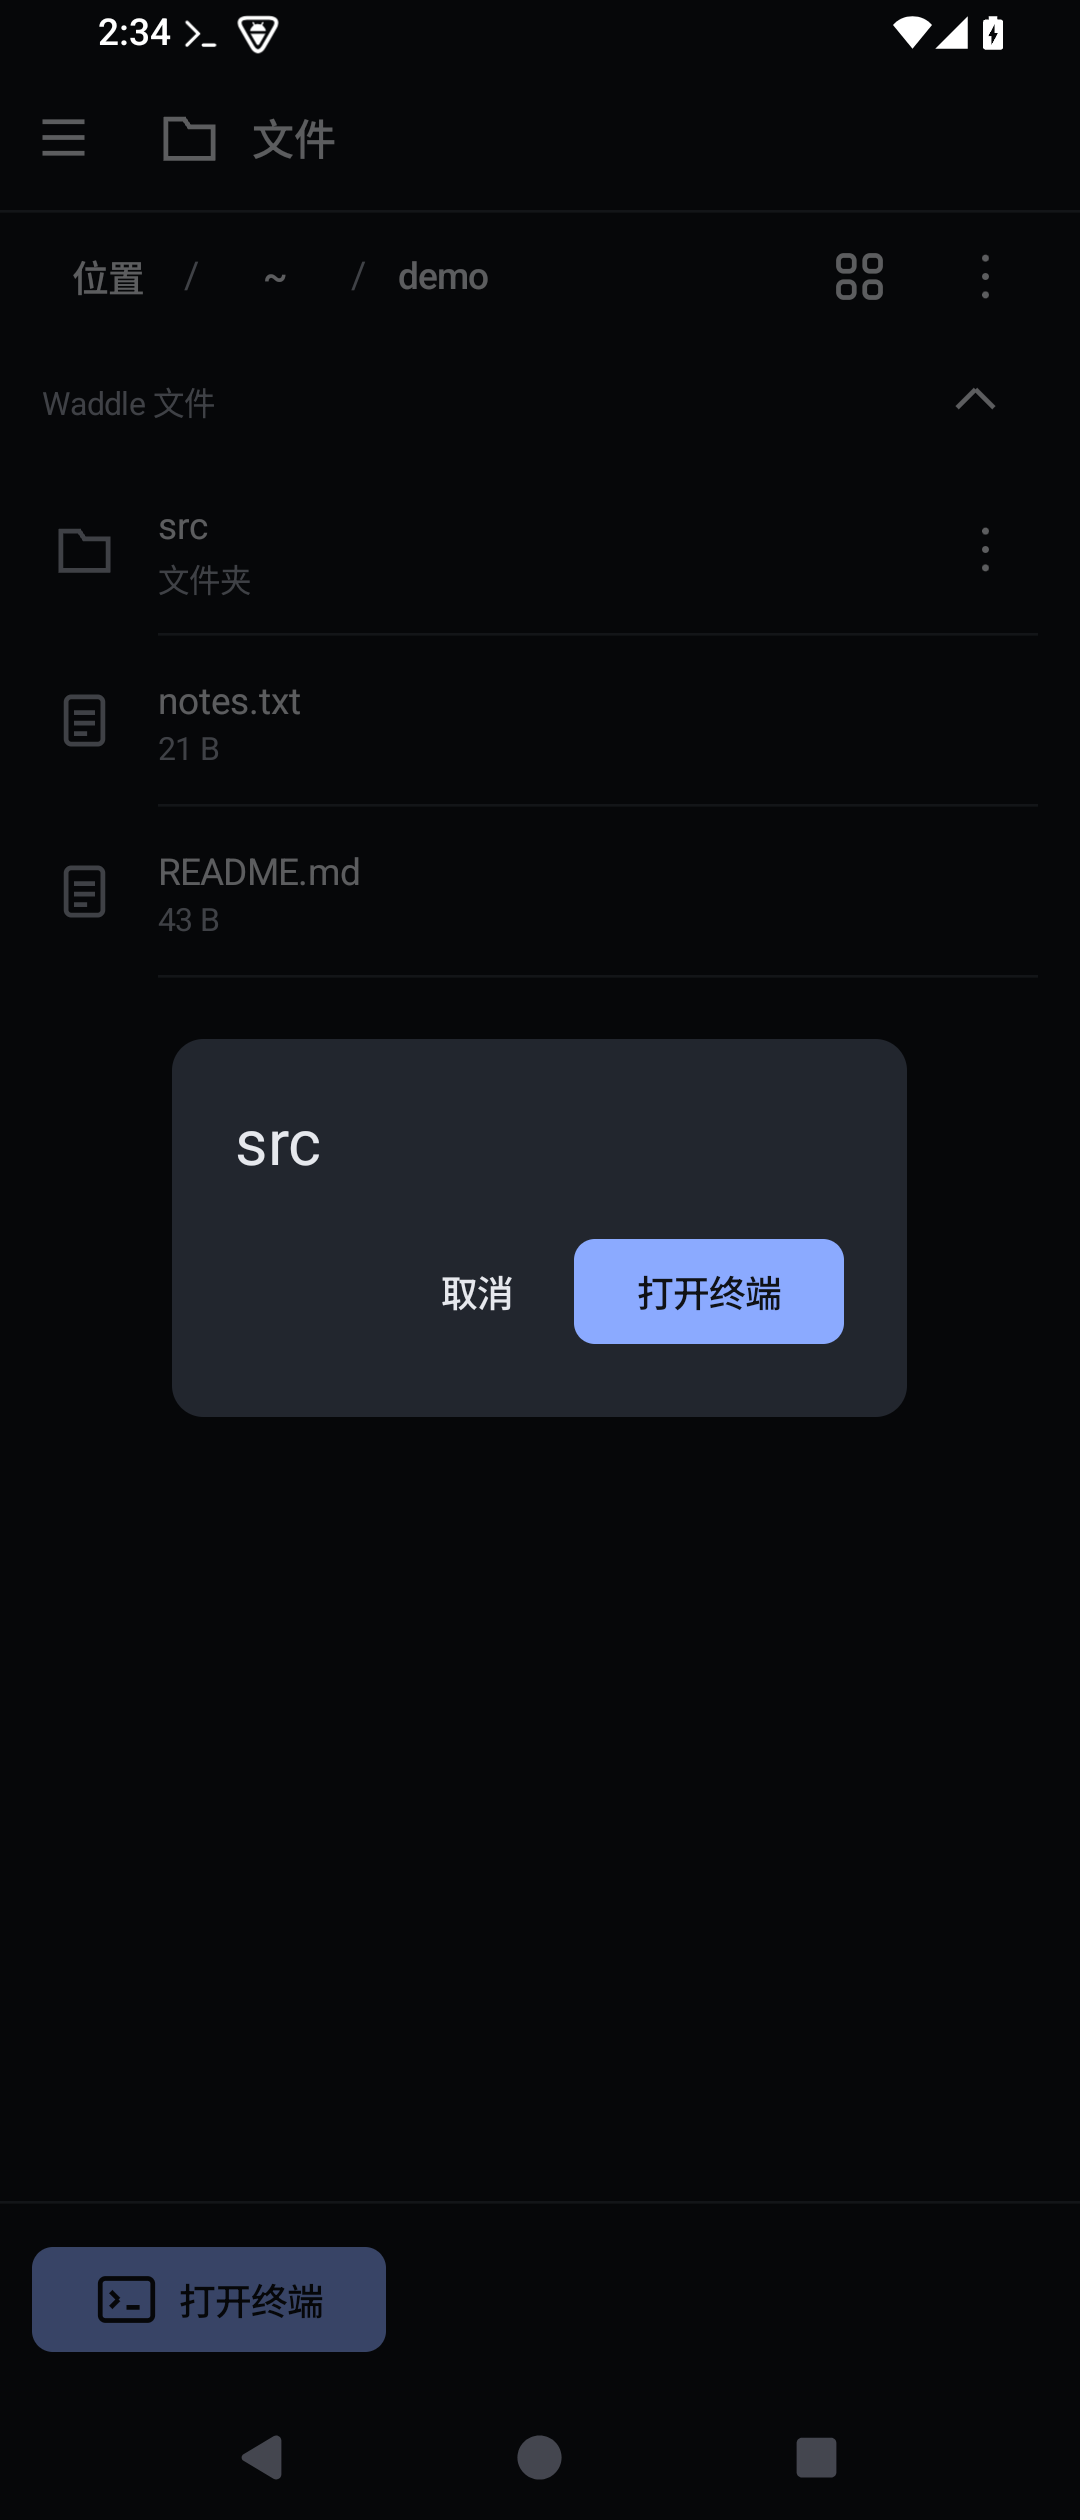 2:34
文件
位置 / ~ / demo
Waddle 文件
src
文件夹
notes.txt
21 B
README.md
43 B
src
取消 打开终端
打开终端